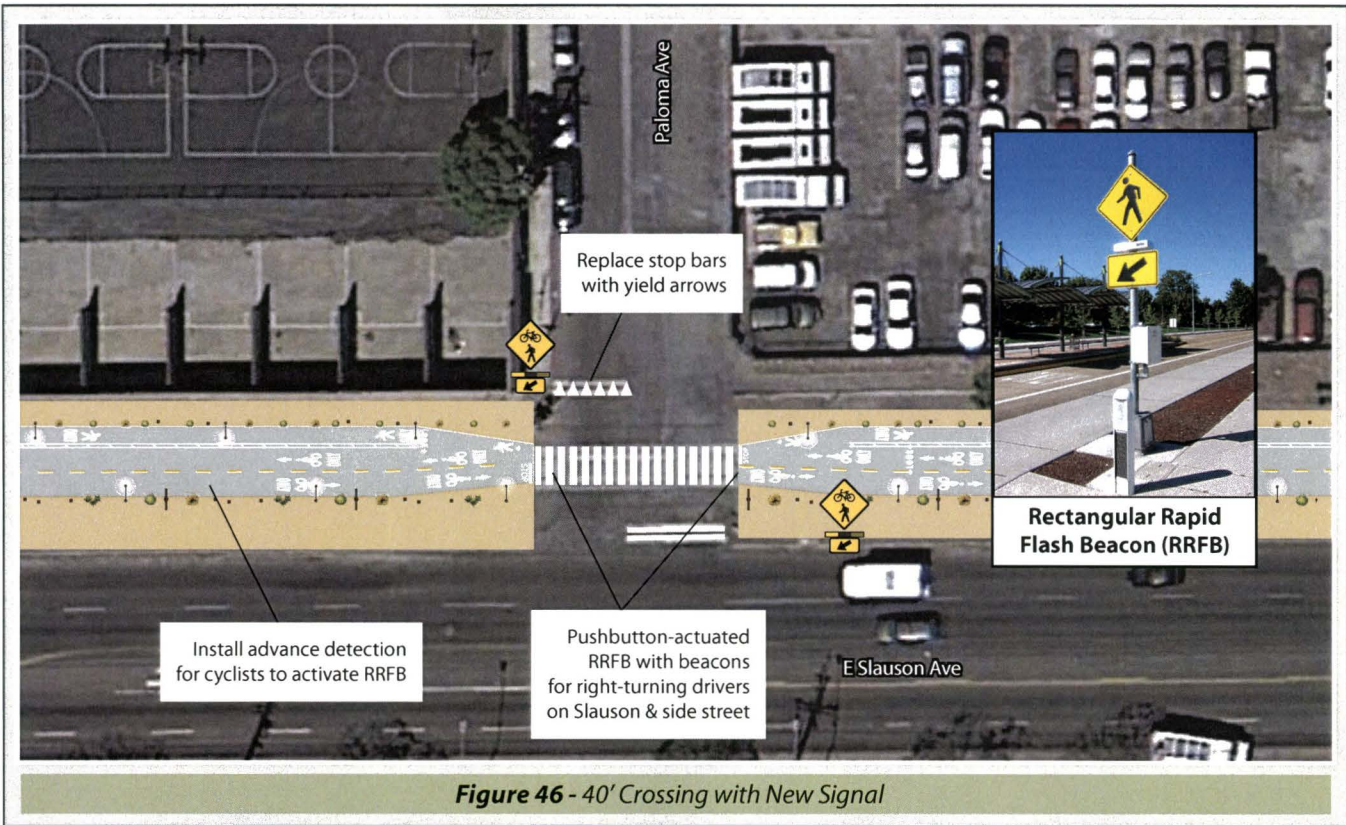 Paloma Ave
Replace stop bars
with yield arrows
STOP
STOP
Install advance detection
for cyclists to activate RRFB
Pushbutton-actuated
RRFB with beacons
for right-turning drivers
on Slauson & side street
E Slauson Ave
Rectangular Rapid
Flash Beacon (RRFB)
Figure 46 - 40' Crossing with New Signal